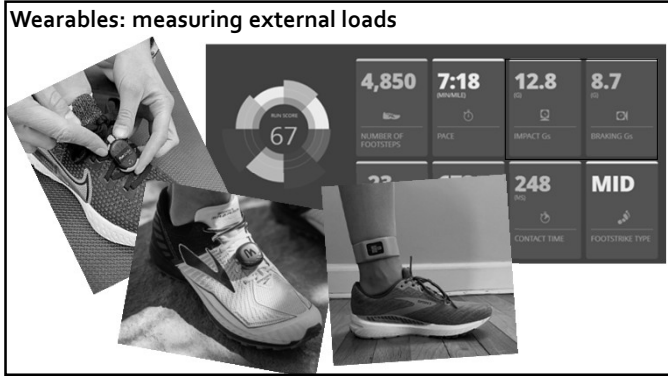 Wearables: measuring external loads
RUN SCORE
67
4,850
NUMBER OF
FOOTSTEPS
7:18
(MIN/MILE)
PACE
12.8
(G)
IMPACT Gs
8.7
(G)
BRAKING Gs
248
(MS)
CONTACT TIME
MID
FOOTSTRIKE TYPE